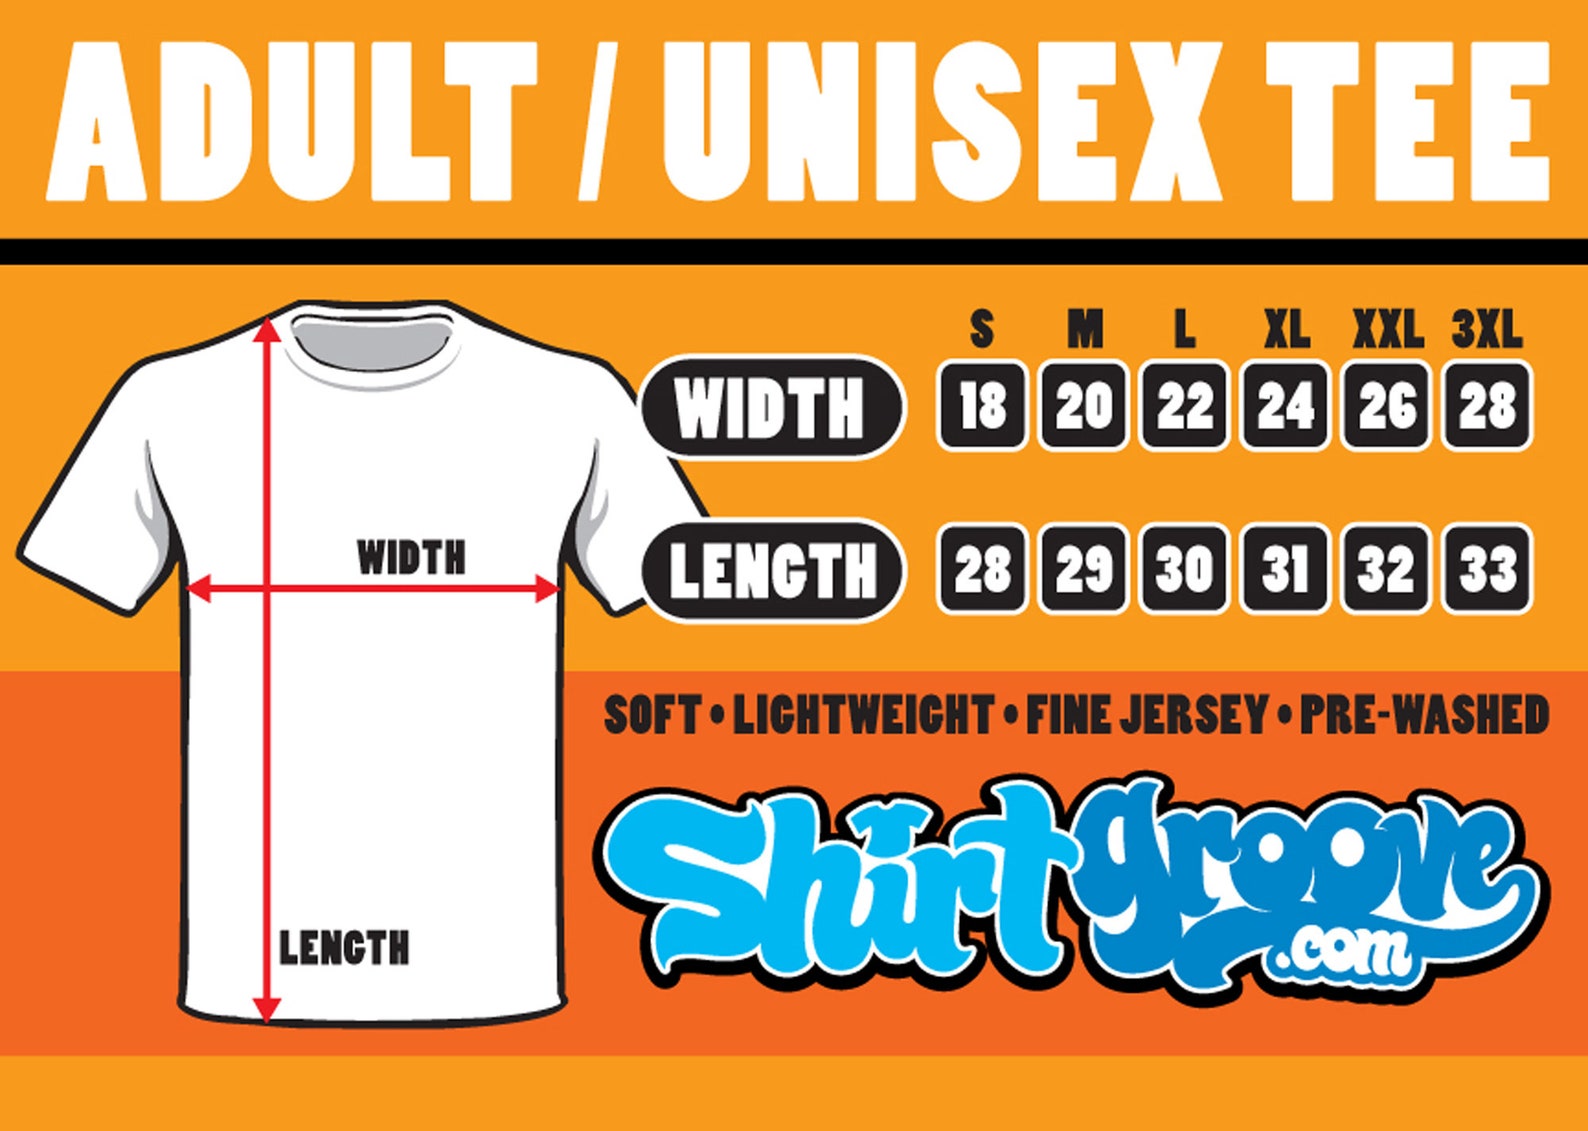 ADULT / UNISEX TEE
S M L XL XXL 3XL
WIDTH 18 20 22 24 26 28
LENGTH 28 29 30 31 32 33
WIDTH
LENGTH
SOFT • LIGHTWEIGHT • FINE JERSEY • PRE-WASHED
Shirtgroove
.com